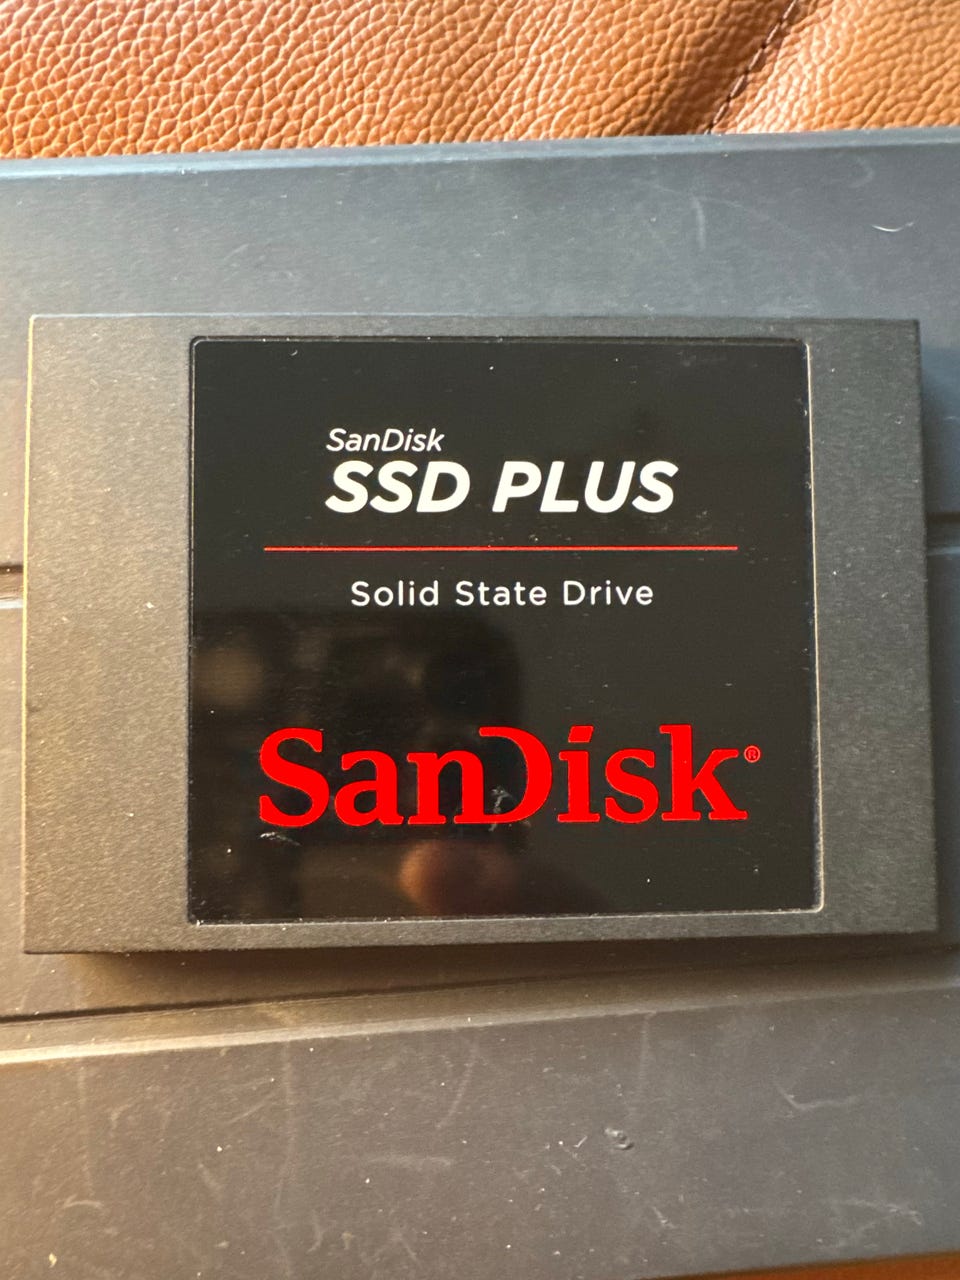 SanDisk
SSD PLUS
Solid State Drive
SanDisk®